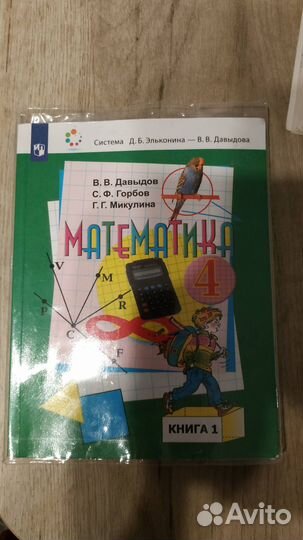 Система Д. Б. Эльконина — В. В. Давыдова
В. В. Давыдов
С. Ф. Горбов
Г. Г. Микулина
МАТЕМАТИКА
4
V
M
P
R
C
F
КНИГА 1
Avito